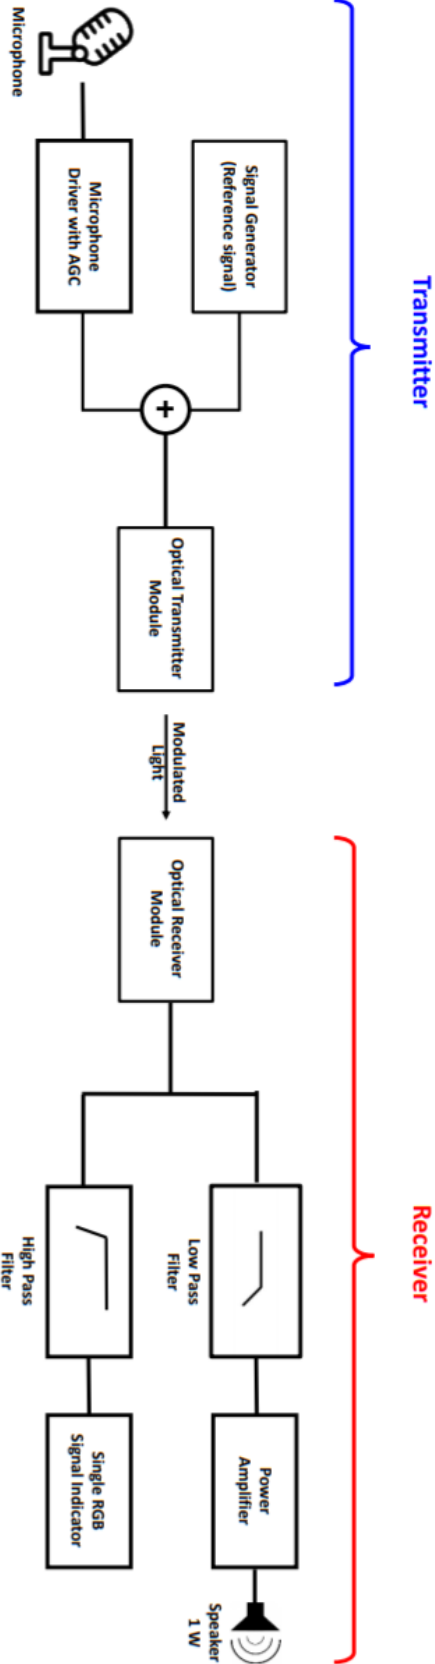 Transmitter
Receiver
Signal Generator
(Reference signal)
Microphone
Microphone
Driver with AGC
+
Optical Transmitter
Module
Modulated
Light
Optical Receiver
Module
Low Pass
Filter
Power
Amplifier
Speaker
1 W
High Pass
Filter
Single RGB
Signal Indicator